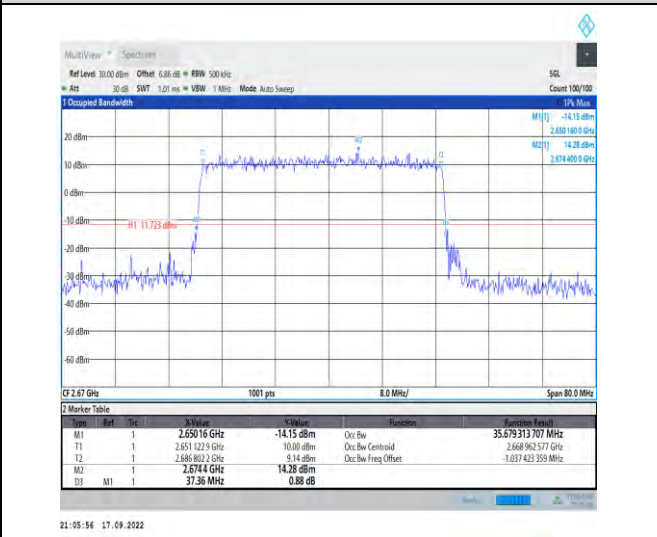 MultiView Spectrum
Ref Level 30.00 dBm Offset 6.86 dB RBW 500 kHz SGL
Att 30 dB SWT 1.01 ms VBW 1 MHz Mode Auto Sweep Count 100/100
1 Occupied Bandwidth 1Pk Max
M1[1] -14.15 dBm
2.650 160 0 GHz
M2[1] 14.28 dBm
2.674 400 0 GHz
20 dBm
M2
T1
10 dBm
0 dBm
-10 dBm
H1 -11.723 dBm
-20 dBm
-30 dBm
-40 dBm
-50 dBm
-60 dBm
CF 2.67 GHz 1001 pts 8.0 MHz/ Span 80.0 MHz
2 Marker Table
Type Ref Trc X-Value Y-Value Function Function Result
M1 1 2.65016 GHz -14.15 dBm Occ Bw 35.679313707 MHz
T1 1 2.651 122 9 GHz 10.00 dBm Occ Bw Centroid 2.668 962 577 GHz
T2 1 2.686 802 2 GHz 9.14 dBm Occ Bw Freq Offset -1.037 423 359 MHz
M2 1 2.6744 GHz 14.28 dBm
D3 M1 1 37.36 MHz 0.88 dB
21:05:56 17.09.2022